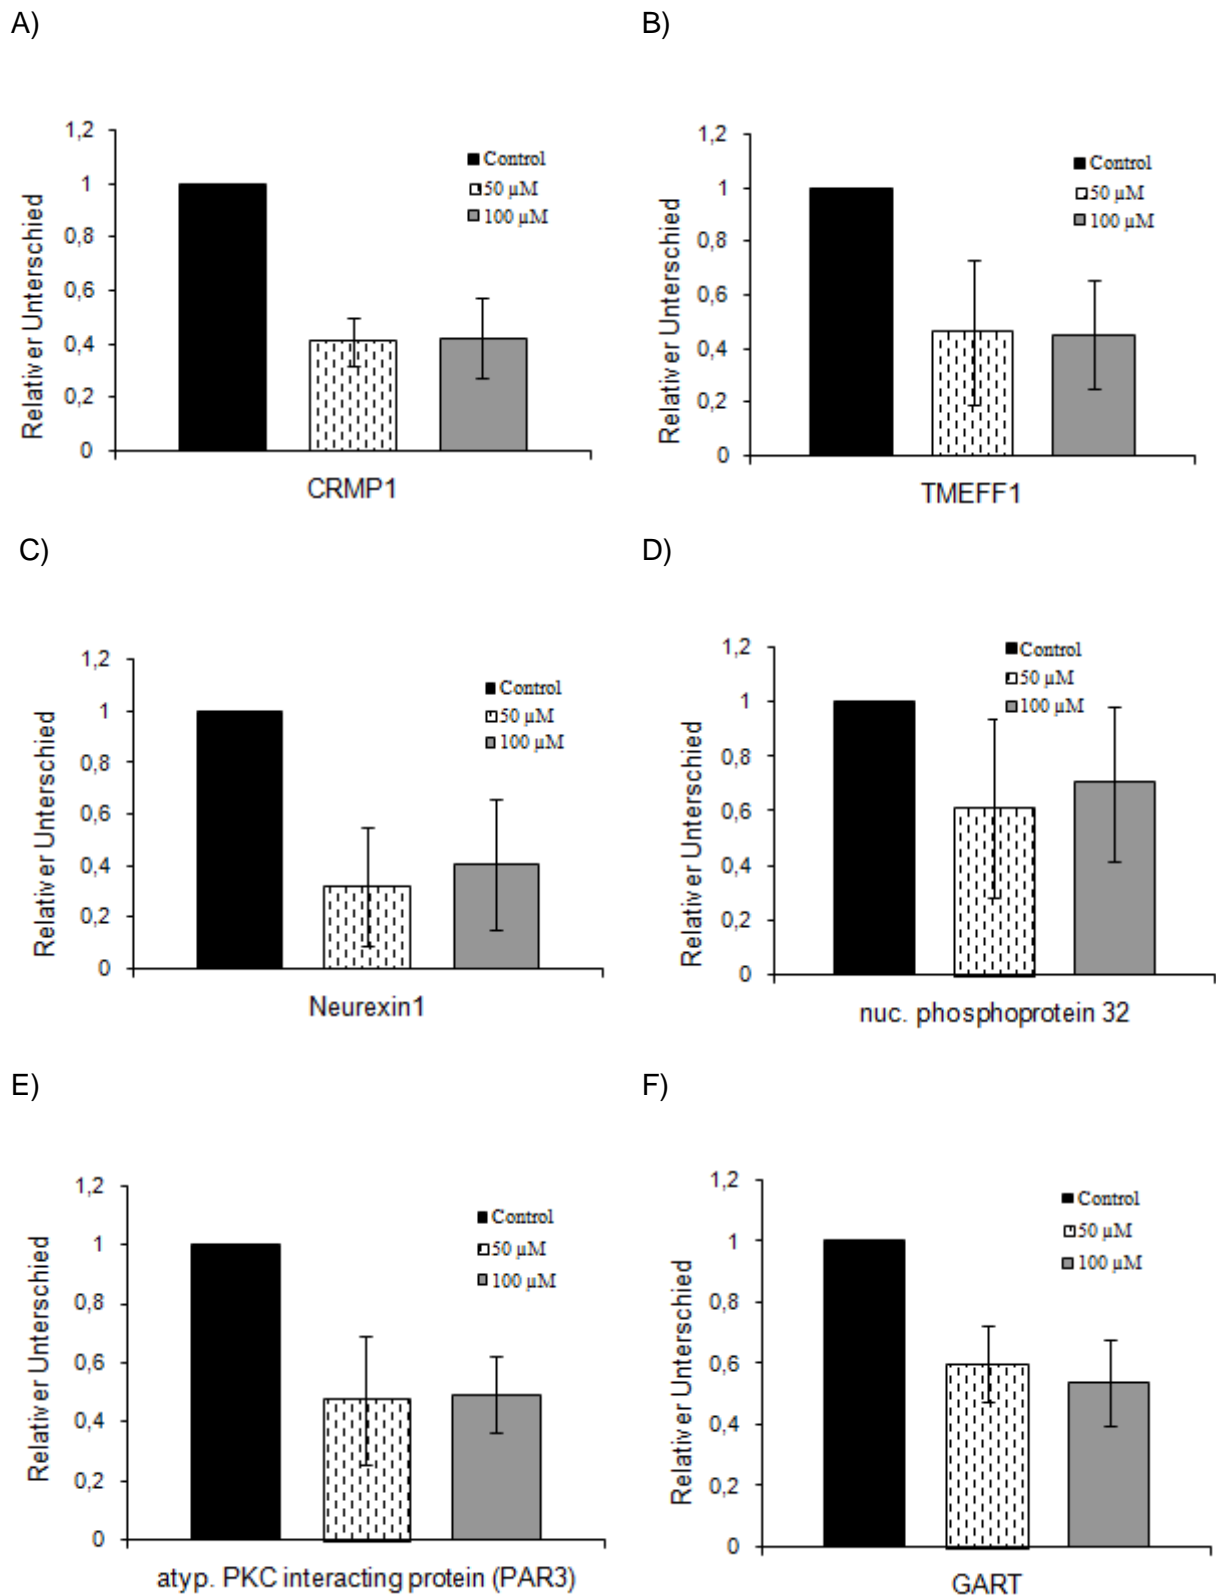 A)
1,2
1
0,8
0,6
0,4
0,2
0
Relativer Unterschied
Control
50 µM
100 µM
CRMP1
B)
1,2
1
0,8
0,6
0,4
0,2
0
Relativer Unterschied
Control
50 µM
100 µM
TMEFF1
C)
1,2
1
0,8
0,6
0,4
0,2
0
Relativer Unterschied
Control
50 µM
100 µM
Neurexin1
D)
1,2
1
0,8
0,6
0,4
0,2
0
Relativer Unterschied
Control
50 µM
100 µM
nuc. phosphoprotein 32
E)
1,2
1
0,8
0,6
0,4
0,2
0
Relativer Unterschied
Control
50 µM
100 µM
atyp. PKC interacting protein (PAR3)
F)
1,2
1
0,8
0,6
0,4
0,2
0
Relativer Unterschied
Control
50 µM
100 µM
GART